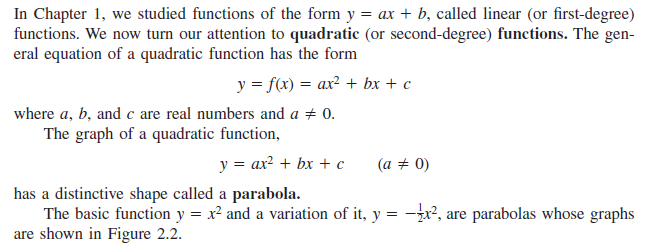 In Chapter 1, we studied functions of the form y = ax + b, called linear (or first-degree)
functions. We now turn our attention to quadratic (or second-degree) functions. The gen-
eral equation of a quadratic function has the form
y = f(x) = ax² + bx + c
where a, b, and c are real numbers and a ≠ 0.
The graph of a quadratic function,
y = ax² + bx + c (a ≠ 0)
has a distinctive shape called a parabola.
The basic function y = x² and a variation of it, y = −½x², are parabolas whose graphs
are shown in Figure 2.2.